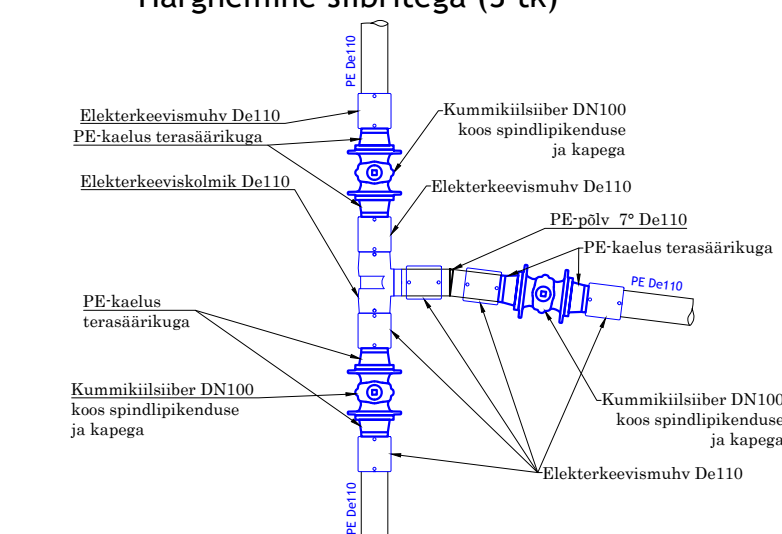 Hargnemine siibritega (3 tk)
PE De110
Elekterkeevismuhv De110
PE-kaelus terasäärikuga
Kummikiilsiiber DN100
koos spindlipikenduse
ja kapega
Elekterkeeviskolmik De110
Elekterkeevismuhv De110
PE-põlv 7° De110
PE-kaelus terasäärikuga
PE De110
PE-kaelus
terasäärikuga
Kummikiilsiiber DN100
koos spindlipikenduse
ja kapega
Kummikiilsiiber DN100
koos spindlipikenduse
ja kapega
Elekterkeevismuhv De110
PE De110